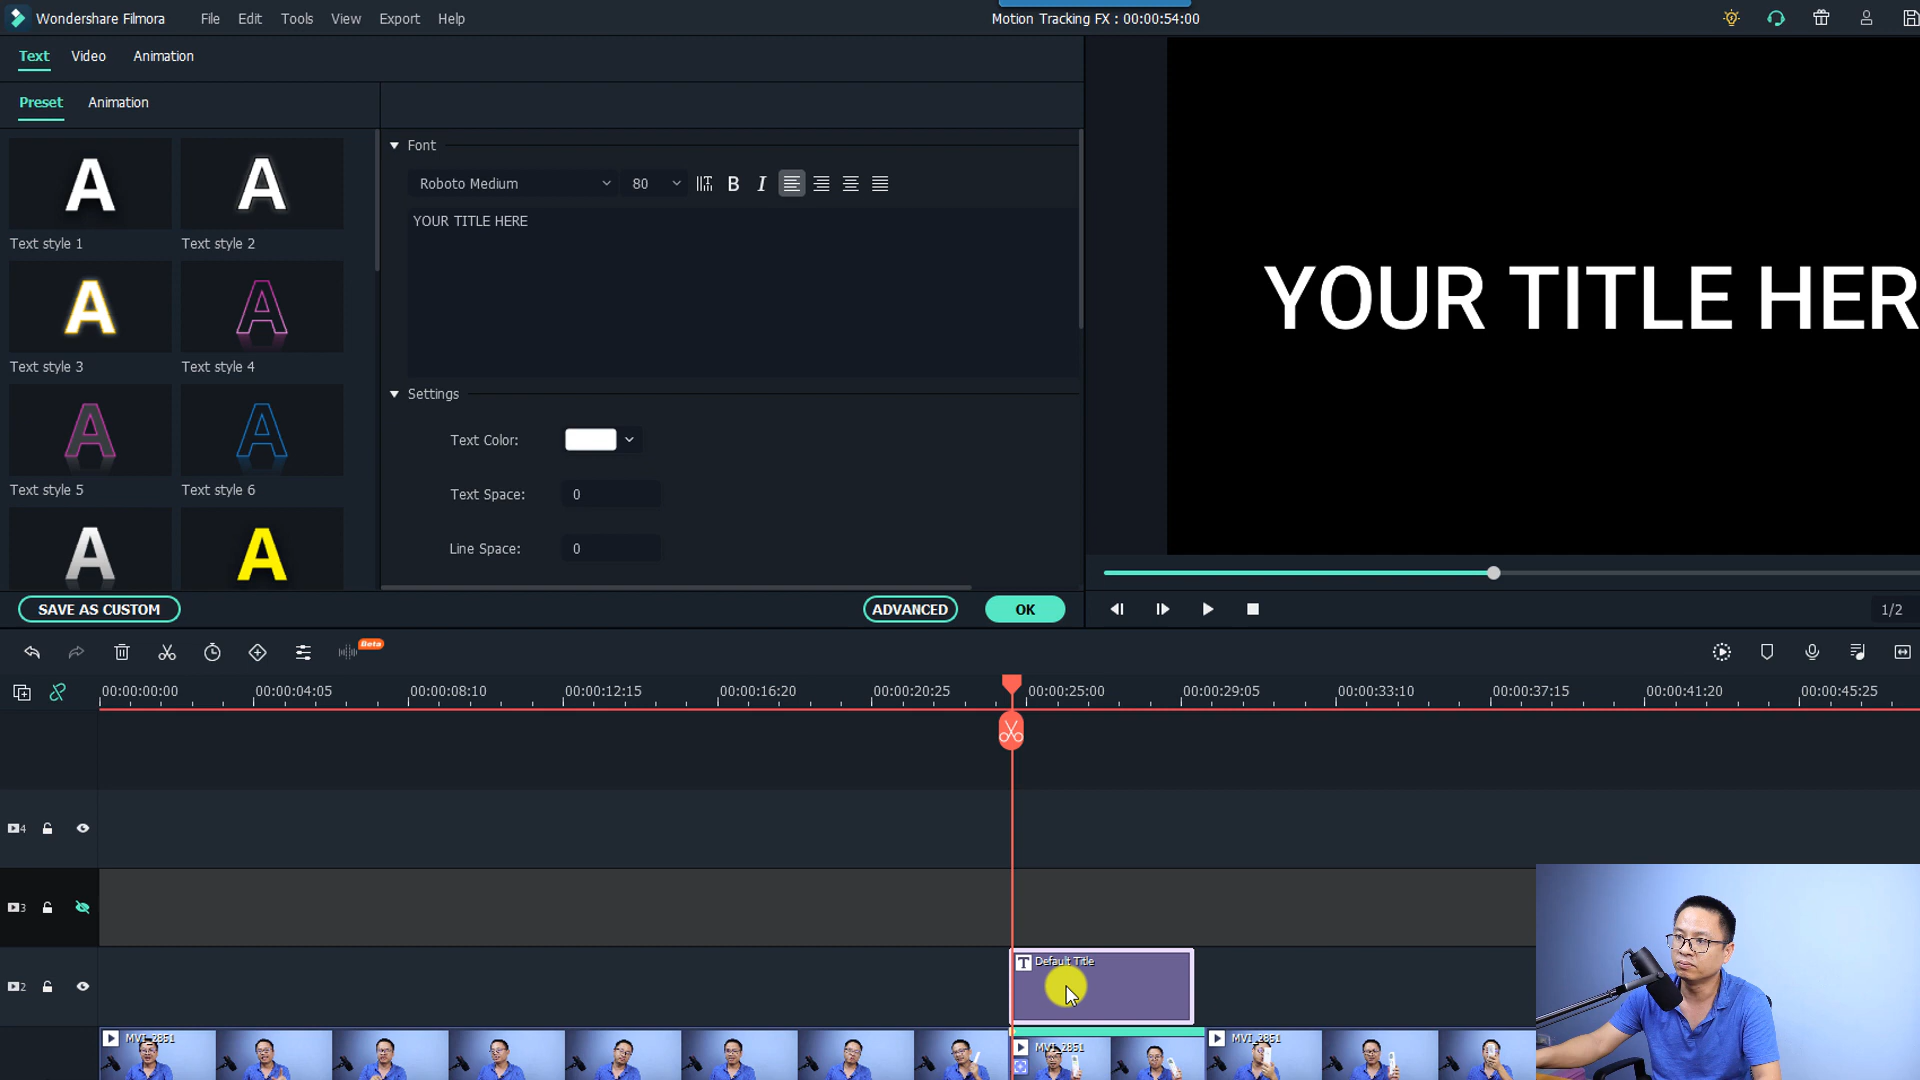 Wondershare Filmora File Edit Tools View Export Help Motion Tracking FX : 00:00:54:00
Text Video Animation
Preset Animation
Font
Roboto Medium 80 B I
YOUR TITLE HERE
Text style 1 Text style 2
YOUR TITLE HER
Text style 3 Text style 4
Settings
Text Color:
Text style 5 Text style 6
Text Space: 0
Line Space: 0
SAVE AS CUSTOM ADVANCED OK 1/2
Beta
00:00:00:00 00:00:04:05 00:00:08:10 00:00:12:15 00:00:16:20 00:00:20:25 00:00:25:00 00:00:29:05 00:00:33:10 00:00:37:15 00:00:41:20 00:00:45:25
4
3
T Default Title
2
MVI_2851 MVI_2851 MVI_2851